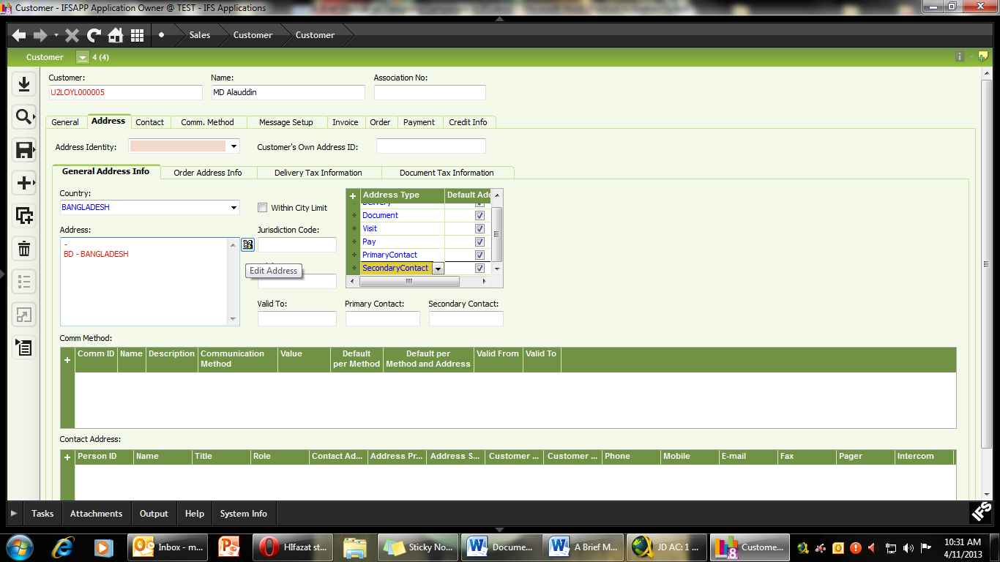 Customer - IFSAPP Application Owner @ TEST - IFS Applications
Sales Customer Customer
Customer 4 (4)
Customer: Name: Association No:
U2LOYL000005 MD Alauddin
General Address Contact Comm. Method Message Setup Invoice Order Payment Credit Info
Address Identity: Customer's Own Address ID:
General Address Info Order Address Info Delivery Tax Information Document Tax Information
Country:
BANGLADESH
Within City Limit
Address Type Default Add
Delivery
Document
Visit
Pay
PrimaryContact
SecondaryContact
Address:
-
BD - BANGLADESH
Jurisdiction Code:
Edit Address
Valid To: Primary Contact: Secondary Contact:
Comm Method:
Comm ID Name Description Communication Method Value Default per Method Default per Method and Address Valid From Valid To
Contact Address:
Person ID Name Title Role Contact Ad... Address Pr... Address S... Customer ... Customer ... Phone Mobile E-mail Fax Pager Intercom
Tasks Attachments Output Help System Info
IFS
Inbox - m... HIfazat st... Sticky No... Docume... A Brief M... JD AC: 1 ... Custome...
10:31 AM
4/11/2013